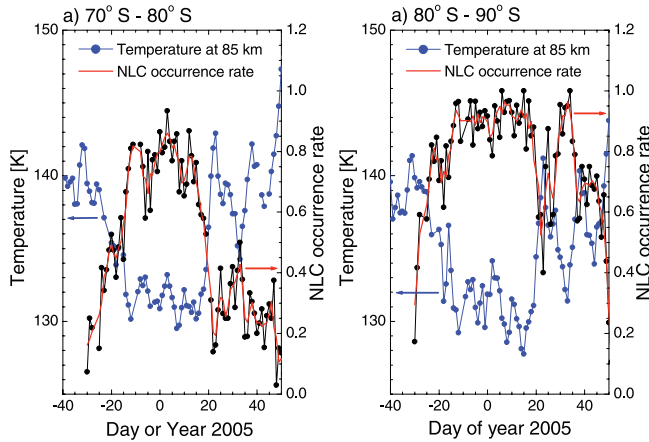 a) 70° S - 80° S
Temperature at 85 km
NLC occurrence rate
Temperature [K]
150
140
130
1.2
1.0
0.8
0.6
0.4
0.2
0.0
NLC occurrence rate
-40 -20 0 20 40
Day or Year 2005
a) 80° S - 90° S
Temperature at 85 km
NLC occurrence rate
Temperature [K]
150
140
130
1.2
1.0
0.8
0.6
0.4
0.2
0.0
NLC occurrence rate
-40 -20 0 20 40
Day of year 2005